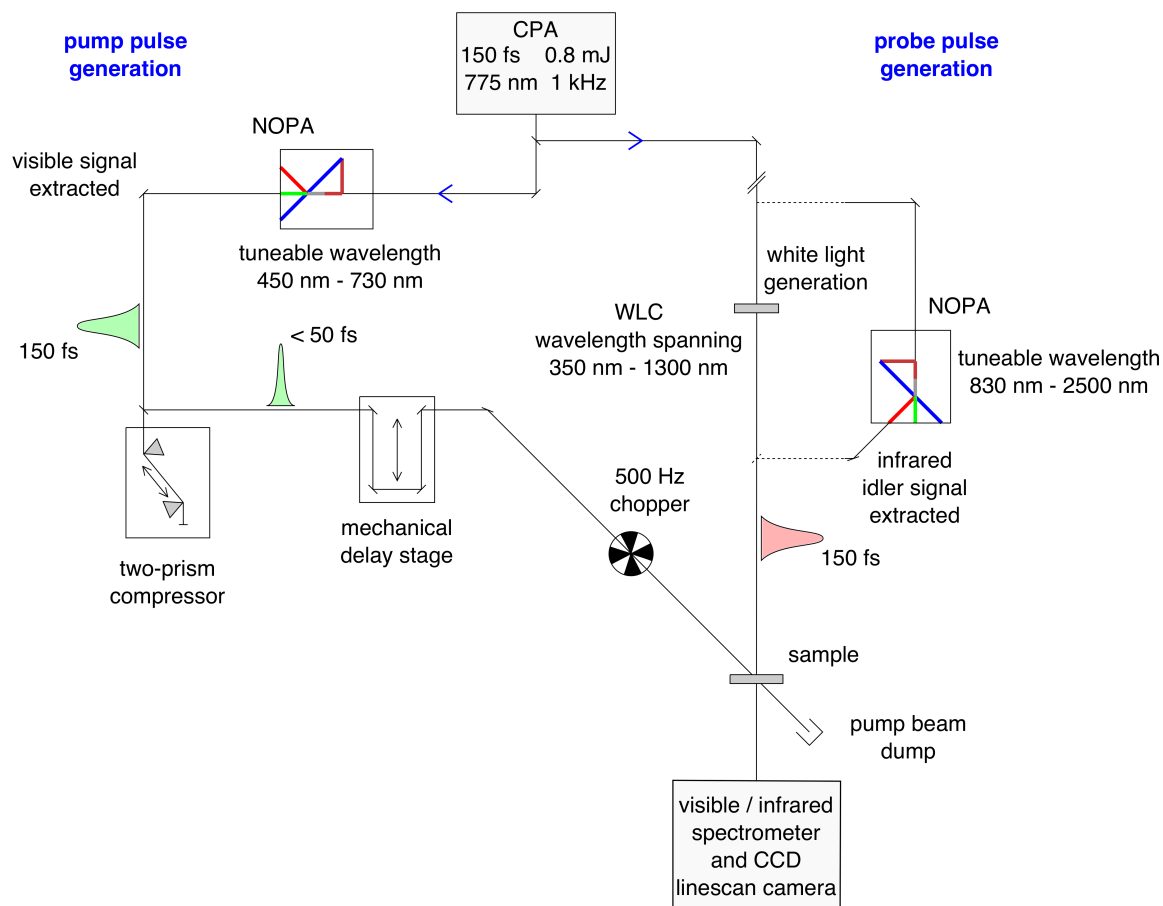 pump pulse
generation
CPA
150 fs 0.8 mJ
775 nm 1 kHz
probe pulse
generation
NOPA
visible signal
extracted
tuneable wavelength
450 nm - 730 nm
white light
generation
WLC
wavelength spanning
350 nm - 1300 nm
NOPA
tuneable wavelength
830 nm - 2500 nm
150 fs
< 50 fs
infrared
idler signal
extracted
500 Hz
chopper
mechanical
delay stage
150 fs
two-prism
compressor
sample
pump beam
dump
visible / infrared
spectrometer
and CCD
linescan camera